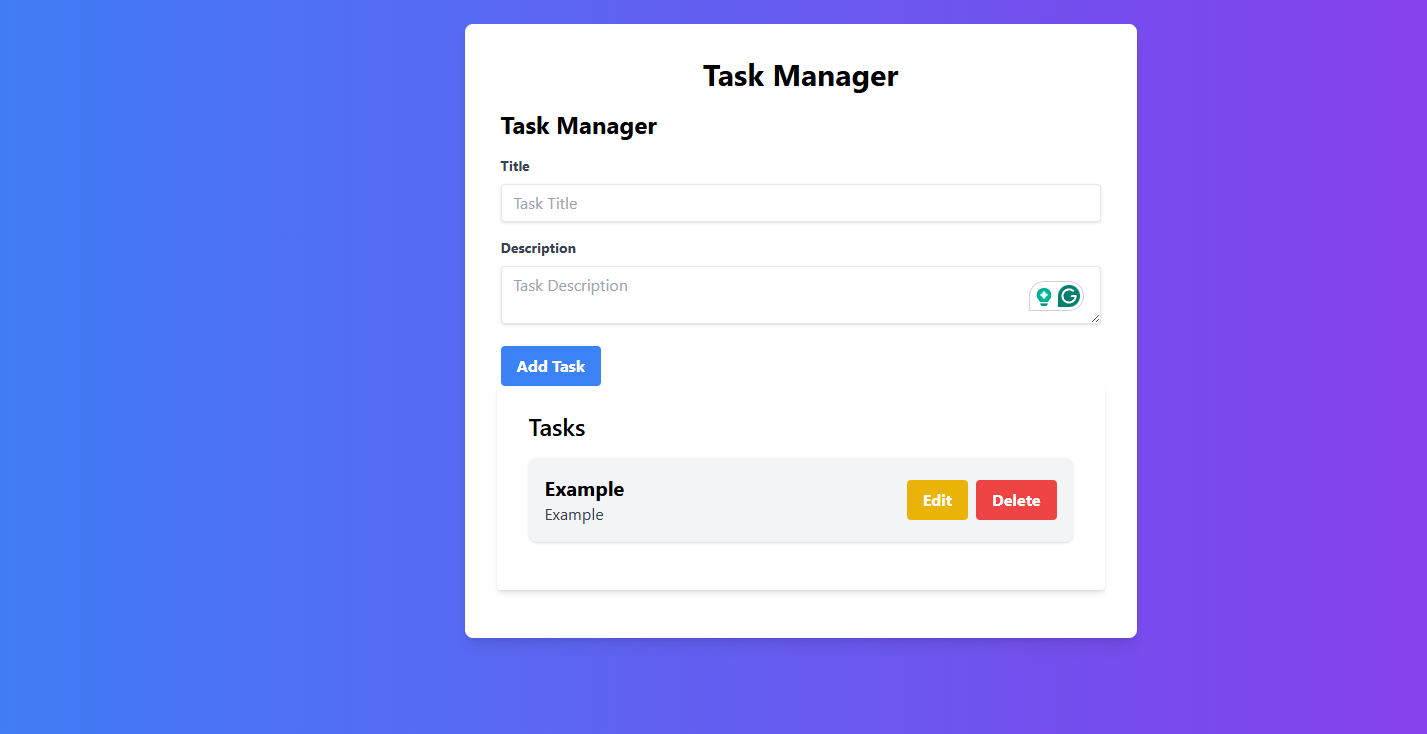 Task Manager
Task Manager
Title
Task Title
Description
Task Description
Add Task
Tasks
Example
Example
Edit Delete